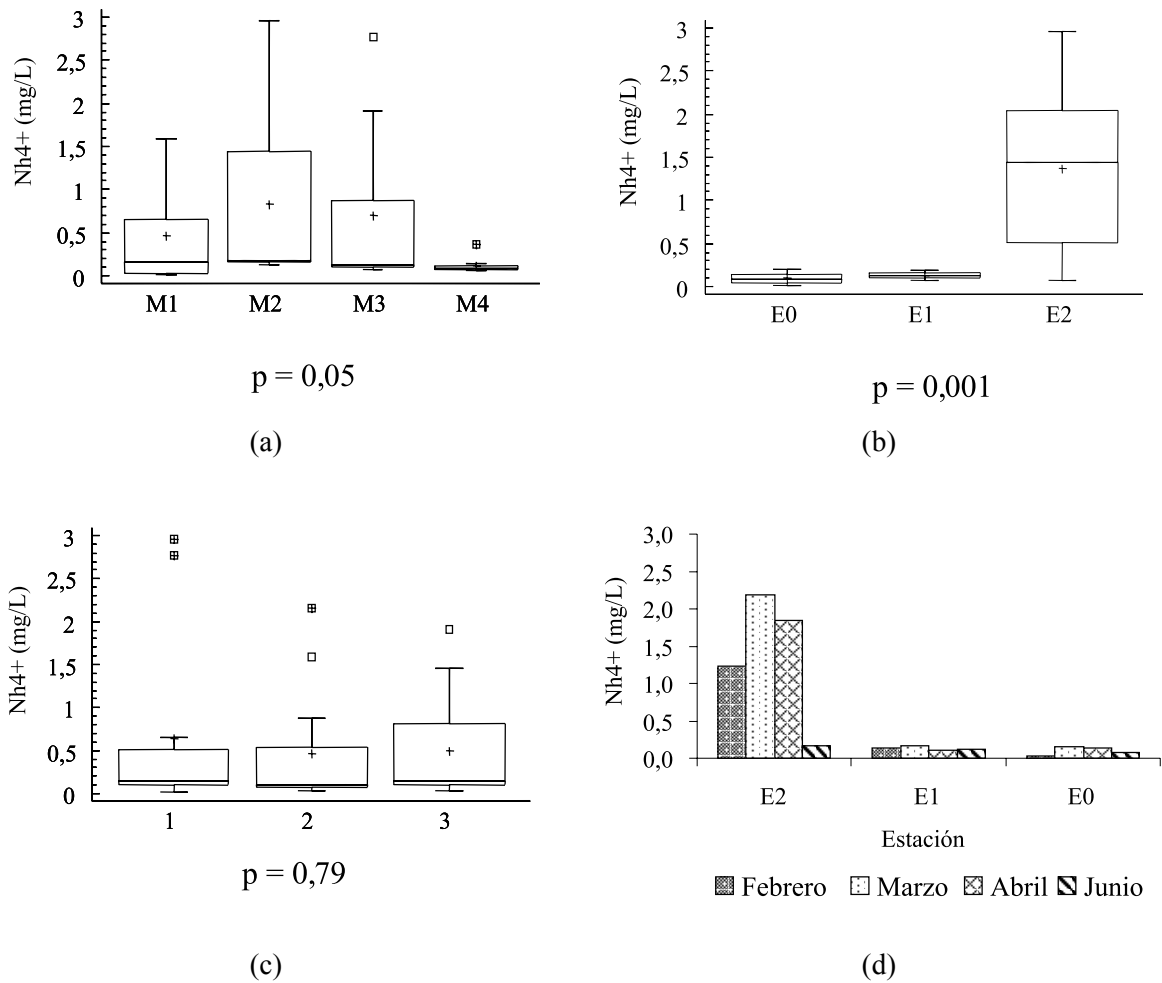 Nh4+ (mg/L)
3
2,5
2
1,5
1
0,5
0
M1 M2 M3 M4
p = 0,05
(a)
Nh4+ (mg/L)
3
2,5
2
1,5
1
0,5
0
E0 E1 E2
p = 0,001
(b)
Nh4+ (mg/L)
3
2,5
2
1,5
1
0,5
0
1 2 3
p = 0,79
(c)
Nh4+ (mg/L)
3,0
2,5
2,0
1,5
1,0
0,5
0,0
E2 E1 E0
Estación
Febrero Marzo Abril Junio
(d)